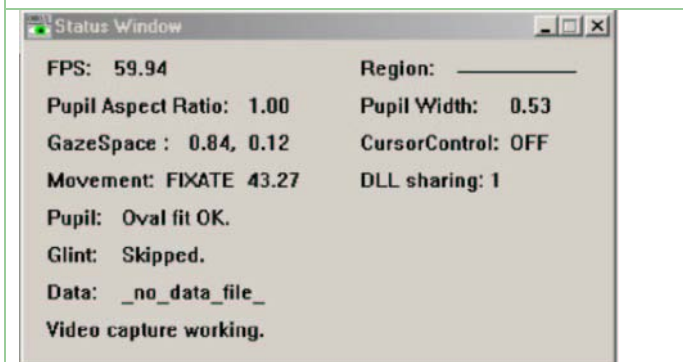 Status Window
FPS: 59.94 Region:
Pupil Aspect Ratio: 1.00 Pupil Width: 0.53
GazeSpace : 0.84, 0.12 CursorControl: OFF
Movement: FIXATE 43.27 DLL sharing: 1
Pupil: Oval fit OK.
Glint: Skipped.
Data: _no_data_file_
Video capture working.